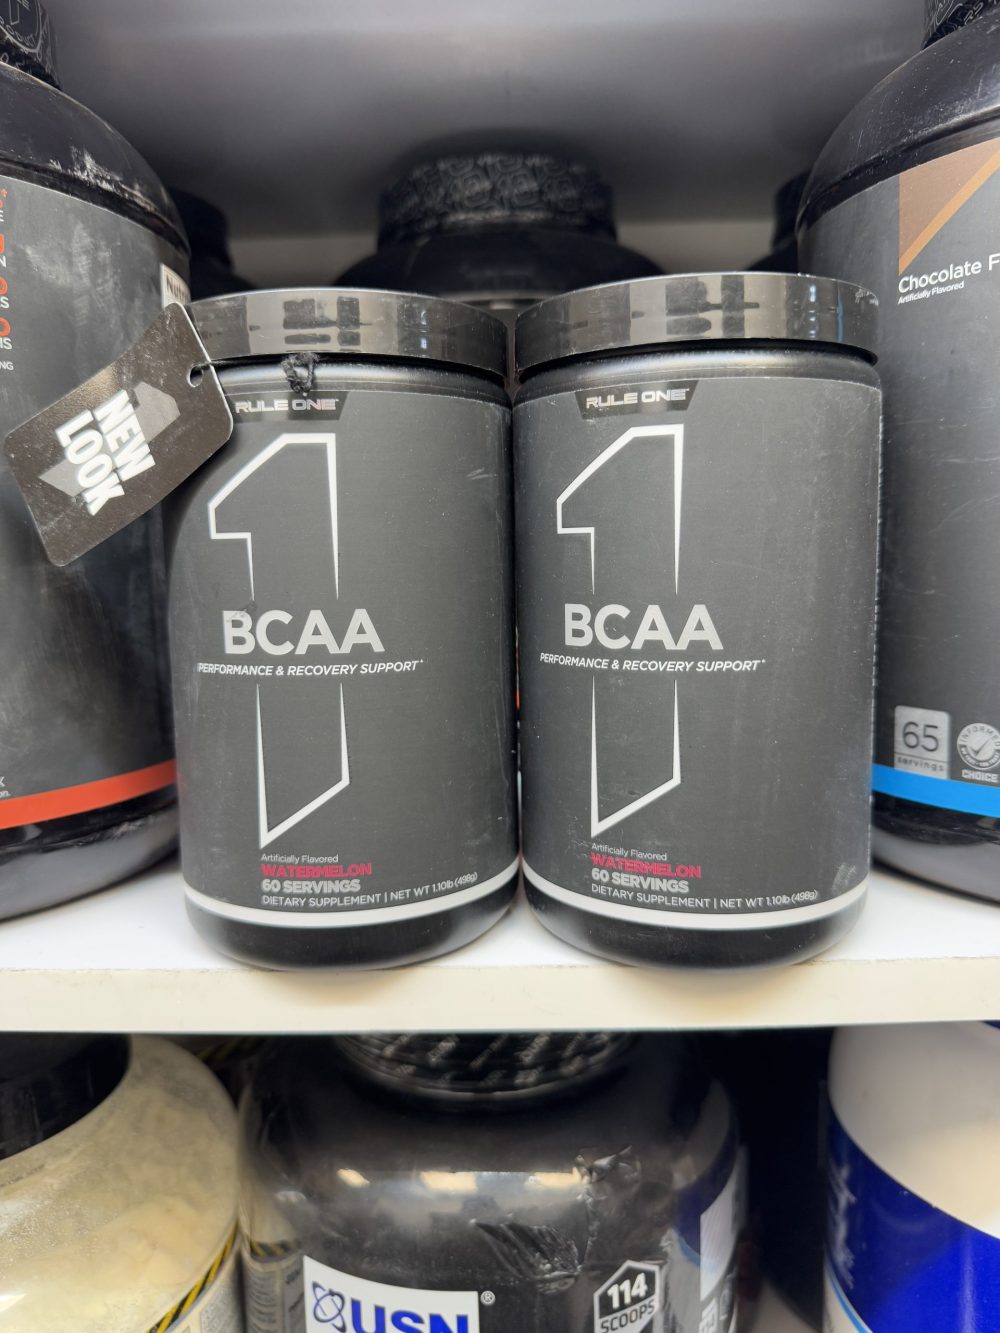 NEW
LOOK
RULE ONE
BCAA
PERFORMANCE & RECOVERY SUPPORT*
Artificially Flavored
WATERMELON
60 SERVINGS
DIETARY SUPPLEMENT | NET WT 1.10lb (498g)
RULE ONE
BCAA
PERFORMANCE & RECOVERY SUPPORT*
Artificially Flavored
WATERMELON
60 SERVINGS
DIETARY SUPPLEMENT | NET WT 1.10lb (498g)
Chocolate F
Artificially Flavored
65
servings
INFORMED
CHOICE
USN®
114
SCOOPS